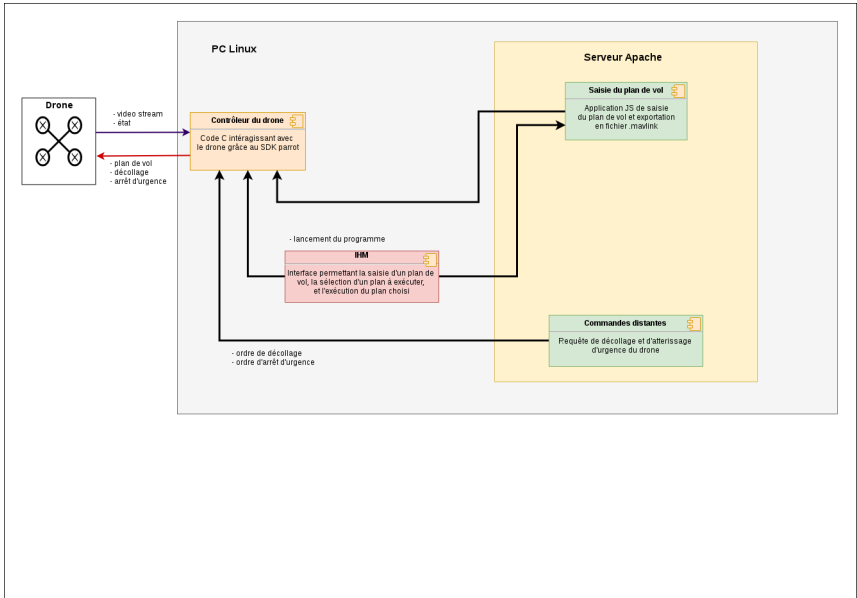 PC Linux
Serveur Apache
Drone
- video stream
- état
- plan de vol
- décollage
- arrêt d'urgence
Contrôleur du drone
Code C intéragissant avec
le drone grâce au SDK parrot
Saisie du plan de vol
Application JS de saisie
du plan de vol et exportation
en fichier .mavlink
- lancement du programme
IHM
Interface permettant la saisie d'un plan de
vol, la sélection d'un plan à exécuter,
et l'exécution du plan choisi
Commandes distantes
Requête de décollage et d'atterissage
d'urgence du drone
- ordre de décollage
- ordre d'arrêt d'urgence